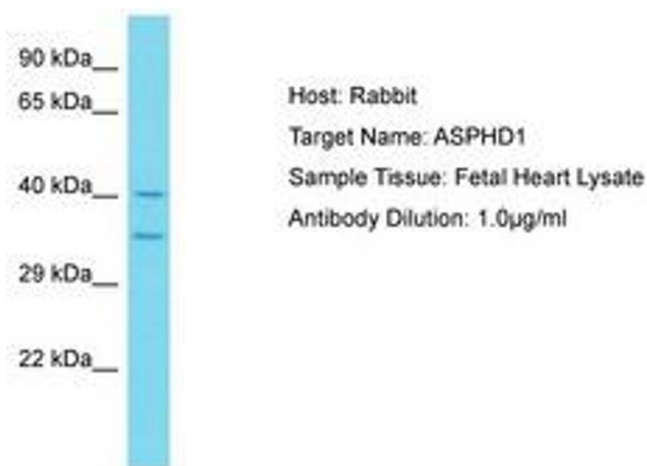 90 kDa
65 kDa
40 kDa
29 kDa
22 kDa
Host: Rabbit
Target Name: ASPHD1
Sample Tissue: Fetal Heart Lysate
Antibody Dilution: 1.0µg/ml